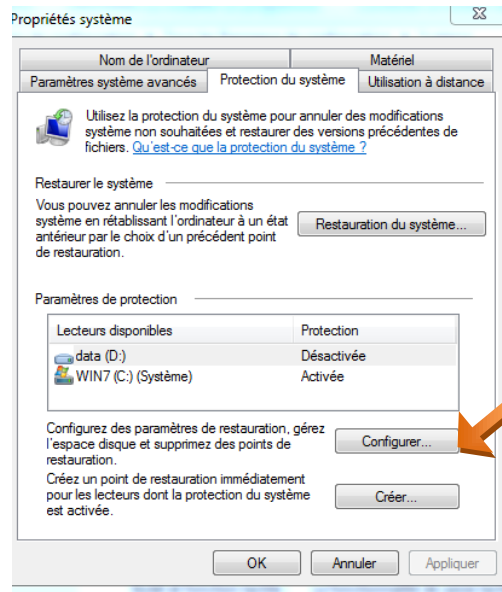 Propriétés système
Nom de l'ordinateur
Matériel
Paramètres système avancés
Protection du système
Utilisation à distance
Utilisez la protection du système pour annuler des modifications
système non souhaitées et restaurer des versions précédentes de
fichiers. Qu'est-ce que la protection du système ?
Restaurer le système
Vous pouvez annuler les modifications
système en rétablissant l'ordinateur à un état
antérieur par le choix d'un précédent point
de restauration.
Restauration du système...
Paramètres de protection
Lecteurs disponibles
Protection
data (D:)
Désactivée
WIN7 (C:) (Système)
Activée
Configurez des paramètres de restauration, gérez
l'espace disque et supprimez des points de
restauration.
Configurer...
Créez un point de restauration immédiatement
pour les lecteurs dont la protection du système
est activée.
Créer...
OK
Annuler
Appliquer